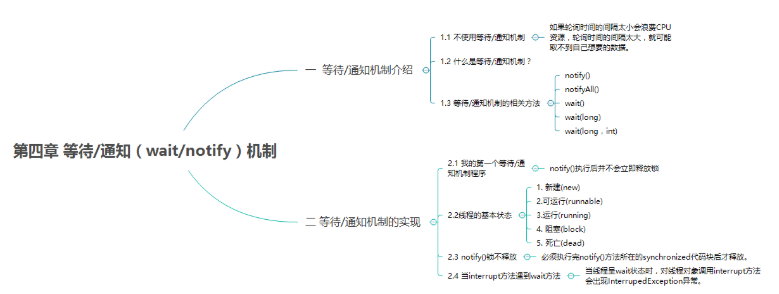 第四章 等待/通知（wait/notify）机制
一 等待/通知机制介绍
1.1 不使用等待/通知机制
如果轮询时间的间隔太小会浪费CPU
资源，轮询时间的间隔太大，就可能
取不到自己想要的数据。
1.2 什么是等待/通知机制？
1.3 等待/通知机制的相关方法
notify()
notifyAll()
wait()
wait(long)
wait(long，int)
二 等待/通知机制的实现
2.1 我的第一个等待/通
知机制程序
notify()执行后并不会立即释放锁
2.2线程的基本状态
1. 新建(new)
2.可运行(runnable)
3.运行(running)
4. 阻塞(block)
5. 死亡(dead)
2.3 notify()锁不释放
必须执行完notify()方法所在的synchronized代码块后才释放。
2.4 当interrupt方法遇到wait方法
当线程呈wait状态时，对线程对象调用interrupt方法
会出现InterrupedException异常。